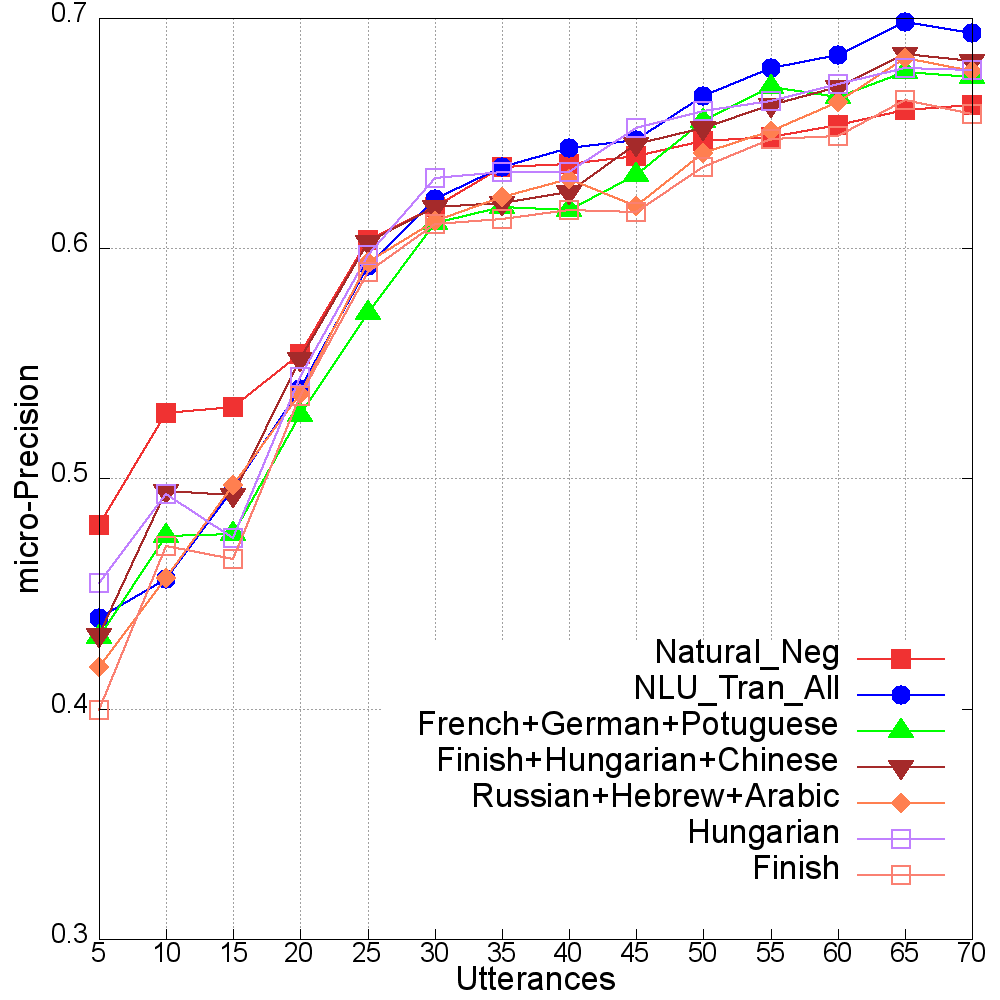 0.7
0.6
0.5
0.4
0.3
micro-Precision
Natural_Neg
NLU_Tran_All
French+German+Potuguese
Finish+Hungarian+Chinese
Russian+Hebrew+Arabic
Hungarian
Finish
5 10 15 20 25 30 35 40 45 50 55 60 65 70
Utterances